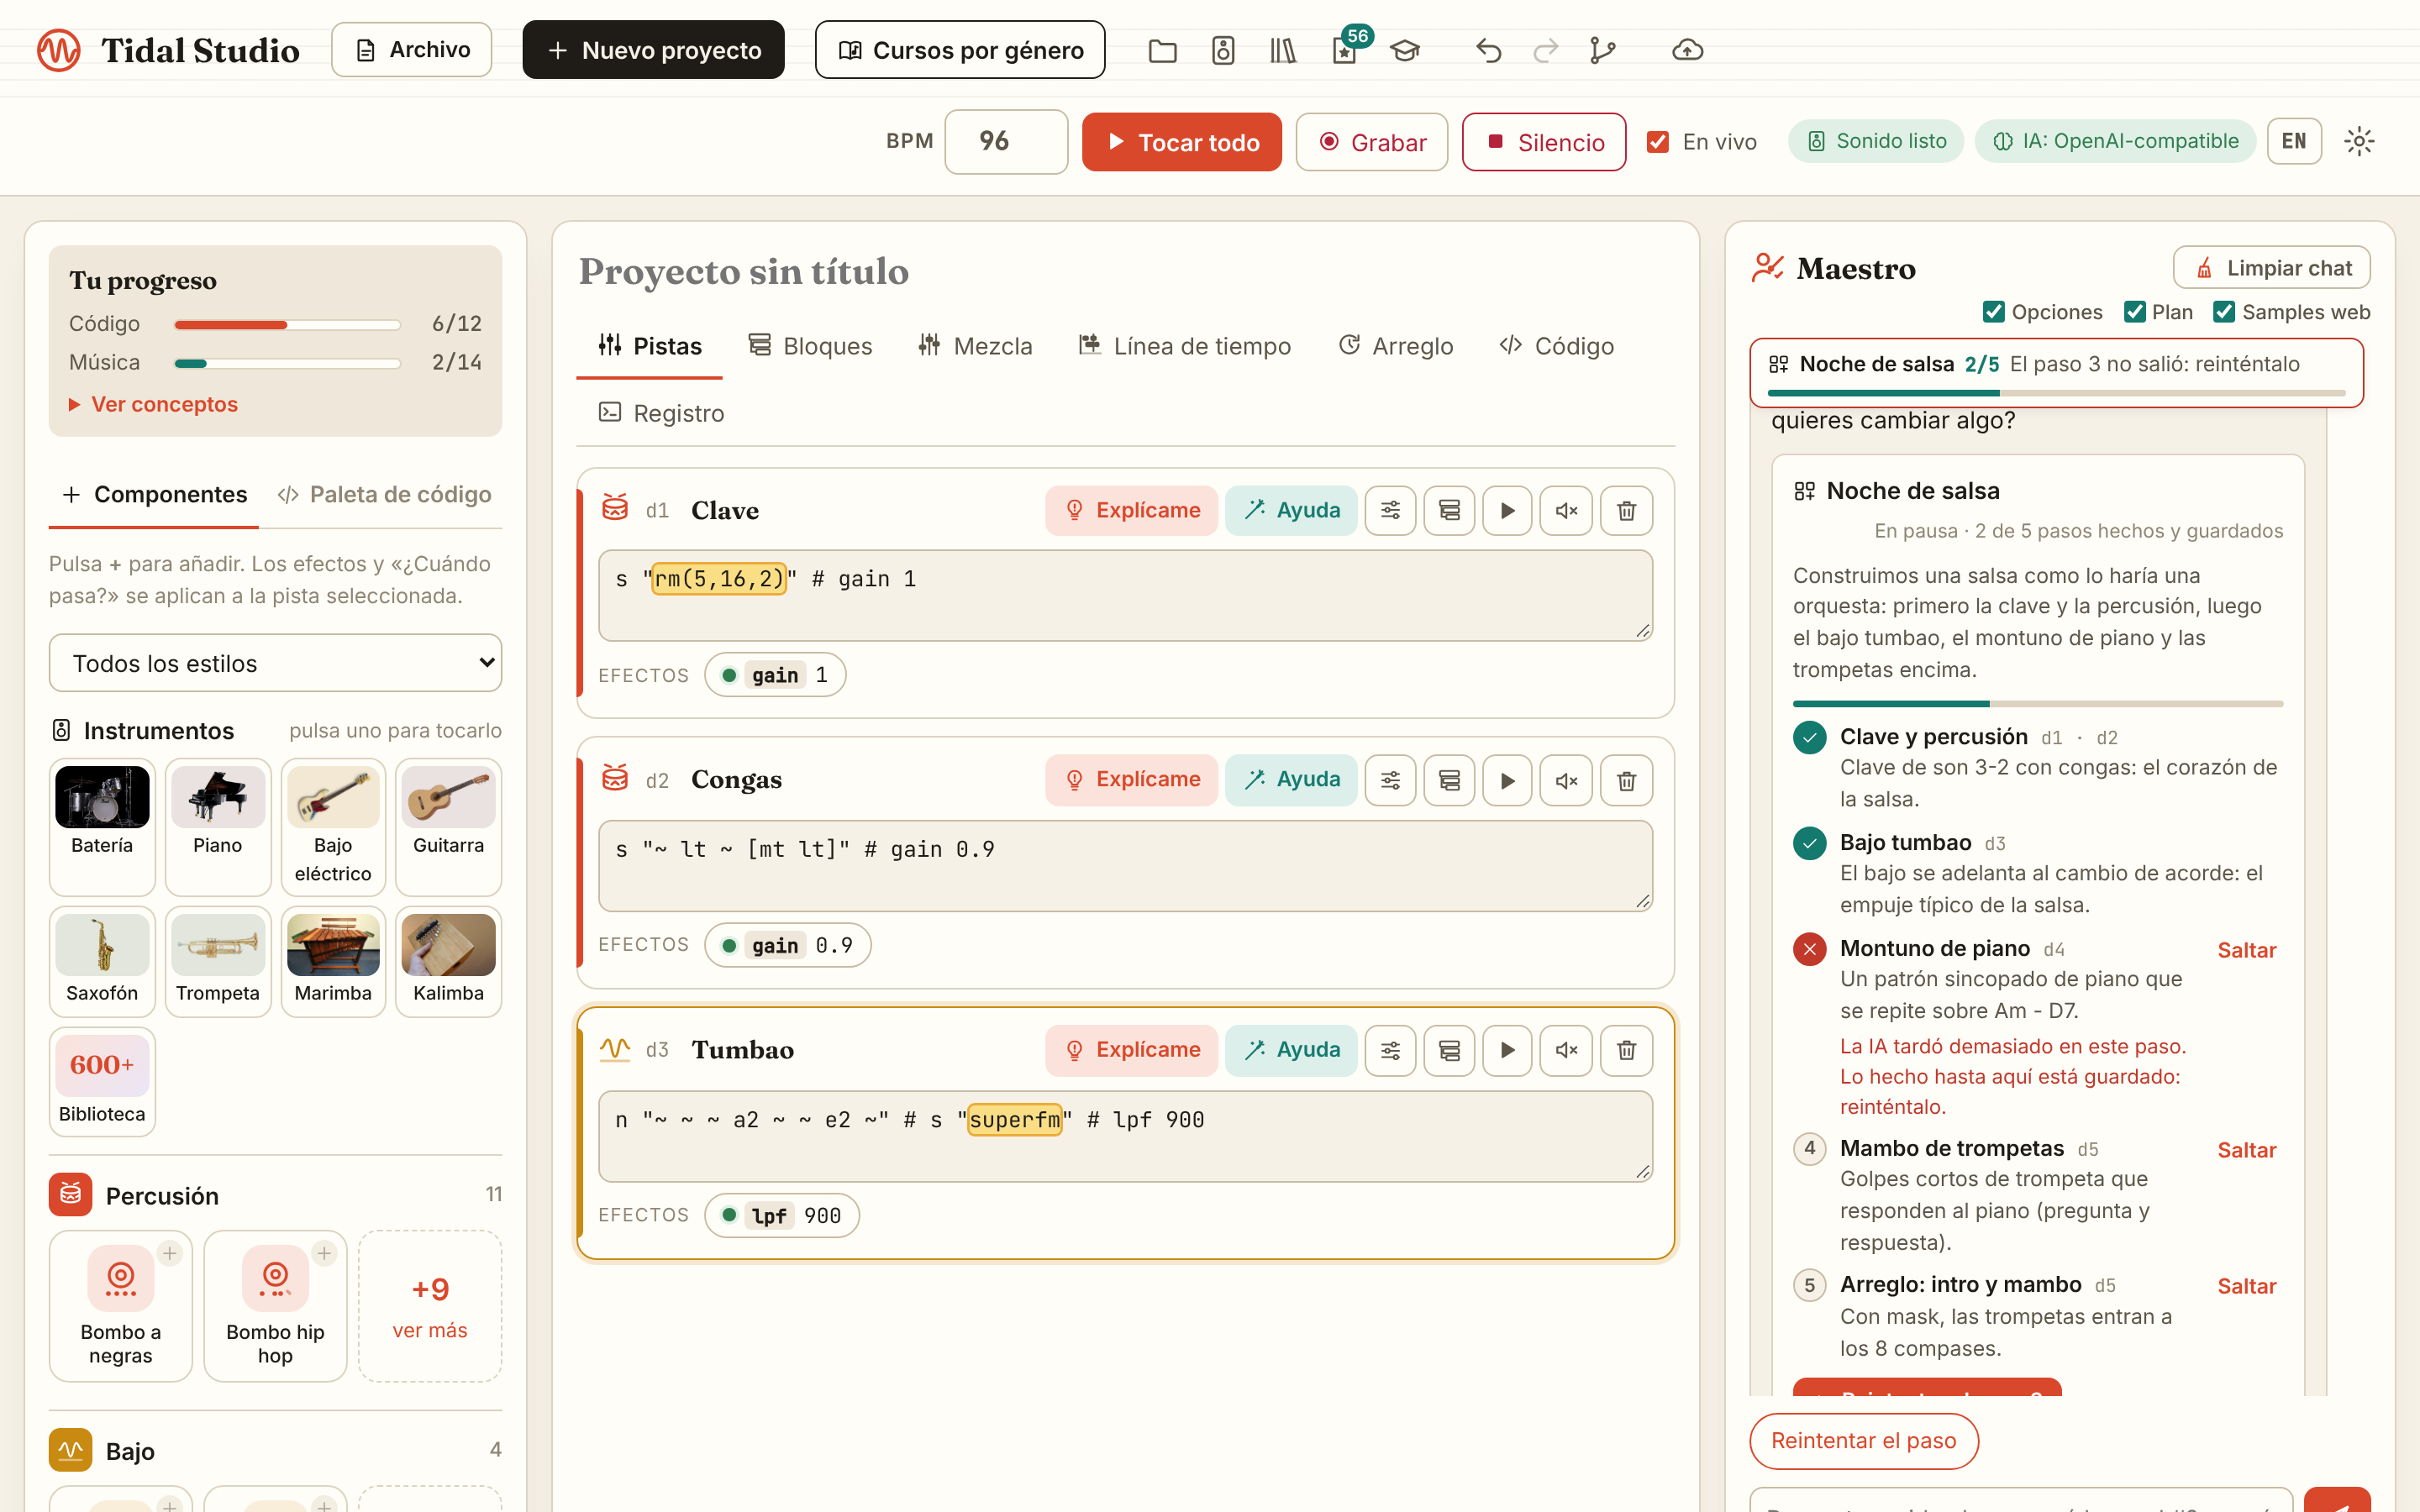 Tidal Studio
Archivo
+ Nuevo proyecto
Cursos por género
56
BPM
96
Tocar todo
Grabar
Silencio
En vivo
Sonido listo
IA: OpenAI-compatible
EN
Tu progreso
Código 6/12
Música 2/14
Ver conceptos
+ Componentes
</> Paleta de código
Pulsa + para añadir. Los efectos y «¿Cuándo
pasa?» se aplican a la pista seleccionada.
Todos los estilos
Instrumentos
pulsa uno para tocarlo
Batería
Piano
Bajo
eléctrico
Guitarra
Saxofón
Trompeta
Marimba
Kalimba
600+
Biblioteca
Percusión 11
Bombo a
negras
Bombo hip
hop
+9
ver más
Bajo 4
Proyecto sin título
Pistas
Bloques
Mezcla
Línea de tiempo
Arreglo
Código
Registro
d1 Clave
Explícame
Ayuda
s "rm(5,16,2)" # gain 1
EFECTOS gain 1
d2 Congas
Explícame
Ayuda
s "~ lt ~ [mt lt]" # gain 0.9
EFECTOS gain 0.9
d3 Tumbao
Explícame
Ayuda
n "~ ~ ~ a2 ~ ~ e2 ~" # s "superfm" # lpf 900
EFECTOS lpf 900
Maestro
Limpiar chat
Opciones
Plan
Samples web
Noche de salsa 2/5 El paso 3 no salió: reinténtalo
quieres cambiar algo?
Noche de salsa
En pausa · 2 de 5 pasos hechos y guardados
Construimos una salsa como lo haría una
orquesta: primero la clave y la percusión, luego
el bajo tumbao, el montuno de piano y las
trompetas encima.
Clave y percusión d1 · d2
Clave de son 3-2 con congas: el corazón de
la salsa.
Bajo tumbao d3
El bajo se adelanta al cambio de acorde: el
empuje típico de la salsa.
Montuno de piano d4
Saltar
Un patrón sincopado de piano que
se repite sobre Am - D7.
La IA tardó demasiado en este paso.
Lo hecho hasta aquí está guardado:
reinténtalo.
4 Mambo de trompetas d5
Saltar
Golpes cortos de trompeta que
responden al piano (pregunta y
respuesta).
5 Arreglo: intro y mambo d5
Saltar
Con mask, las trompetas entran a
los 8 compases.
Reintentar el paso